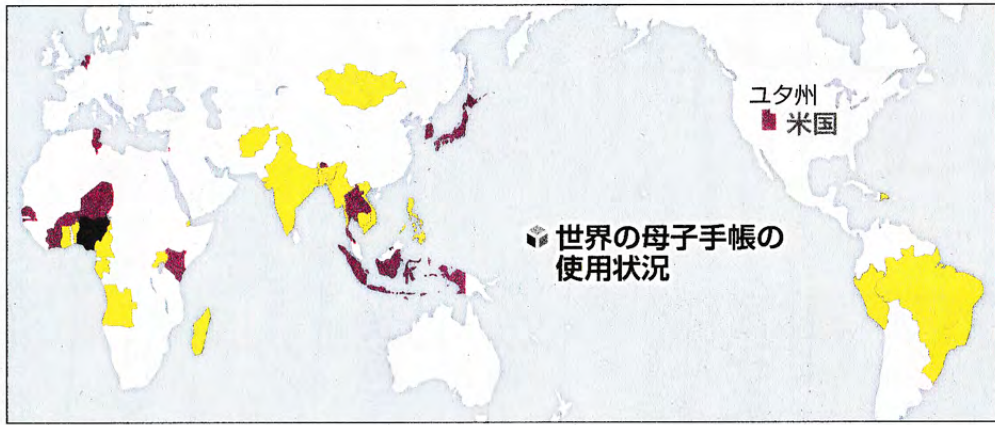 ユタ州
米国
世界の母子手帳の
使用状況